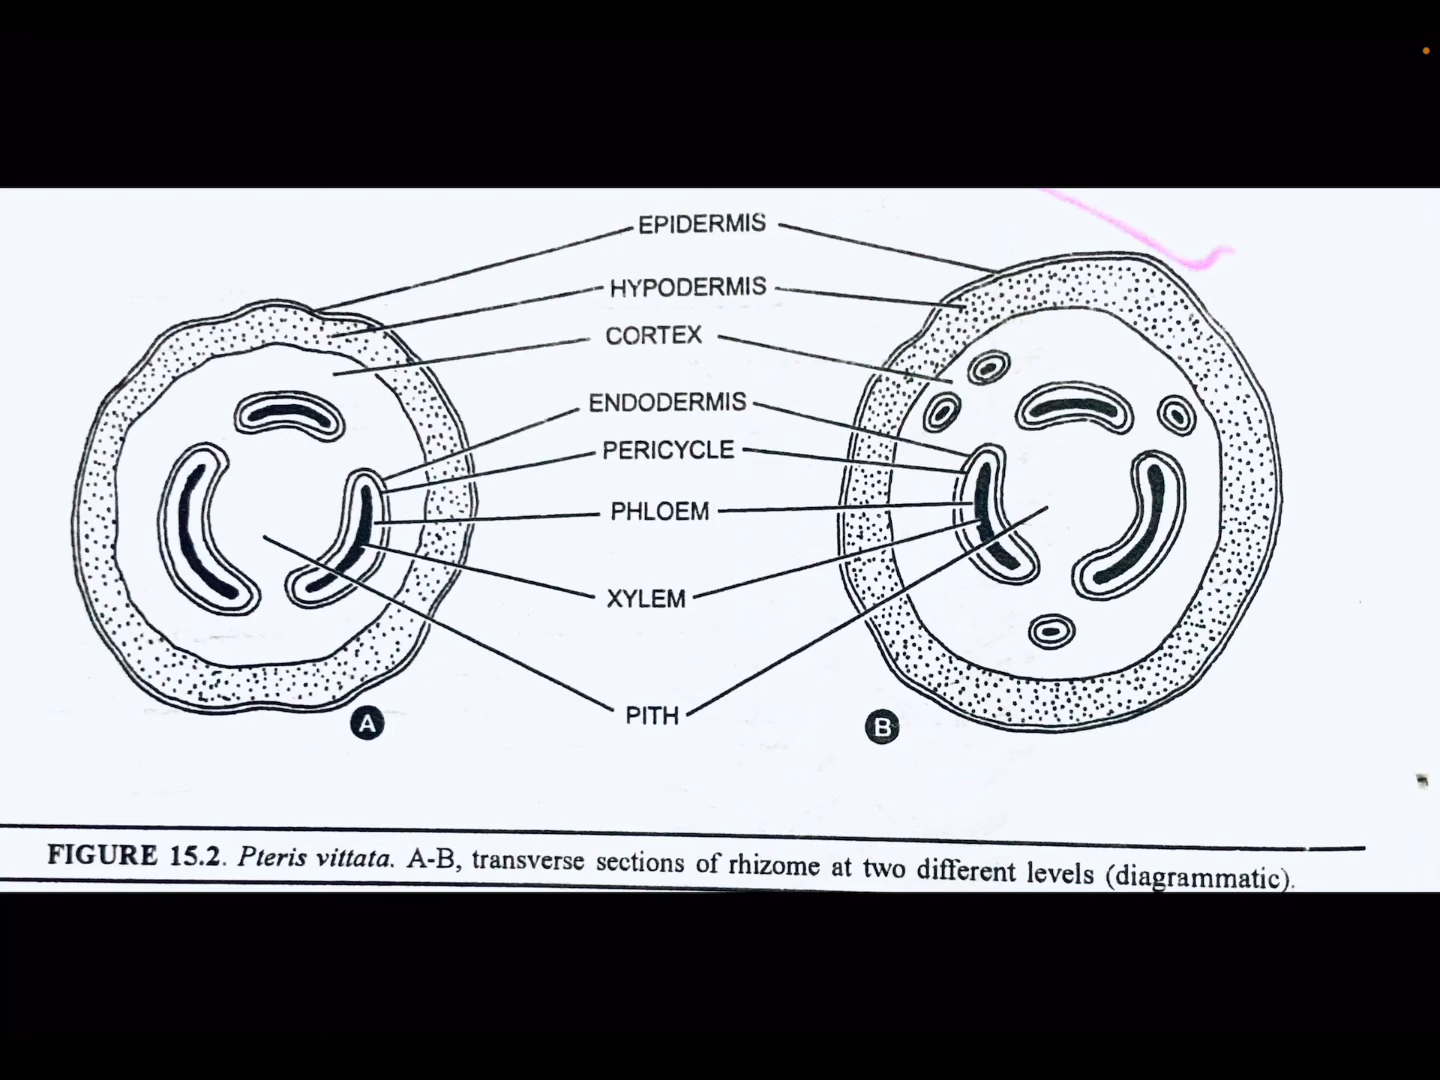 EPIDERMIS
HYPODERMIS
CORTEX
ENDODERMIS
PERICYCLE
PHLOEM
XYLEM
PITH
A
B
FIGURE 15.2. Pteris vittata. A-B, transverse sections of rhizome at two different levels (diagrammatic).